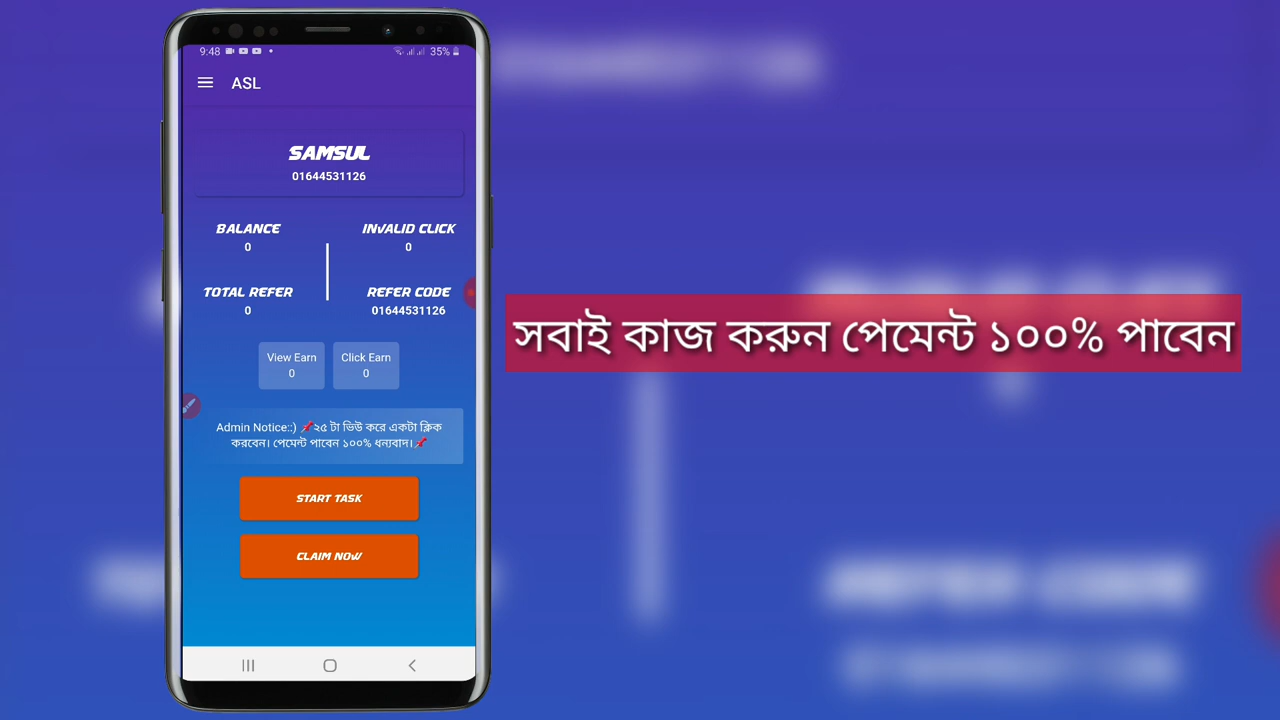 9:48
35%
ASL
SAMSUL
01644531126
BALANCE
0
INVALID CLICK
0
TOTAL REFER
0
REFER CODE
01644531126
View Earn
0
Click Earn
0
Admin Notice::) 📌২৫ টা ভিউ করে একটা ক্লিক
করবেন। পেমেন্ট পাবেন ১০০% ধন্যবাদ।📌
START TASK
CLAIM NOW
সবাই কাজ করুন পেমেন্ট ১০০% পাবেন